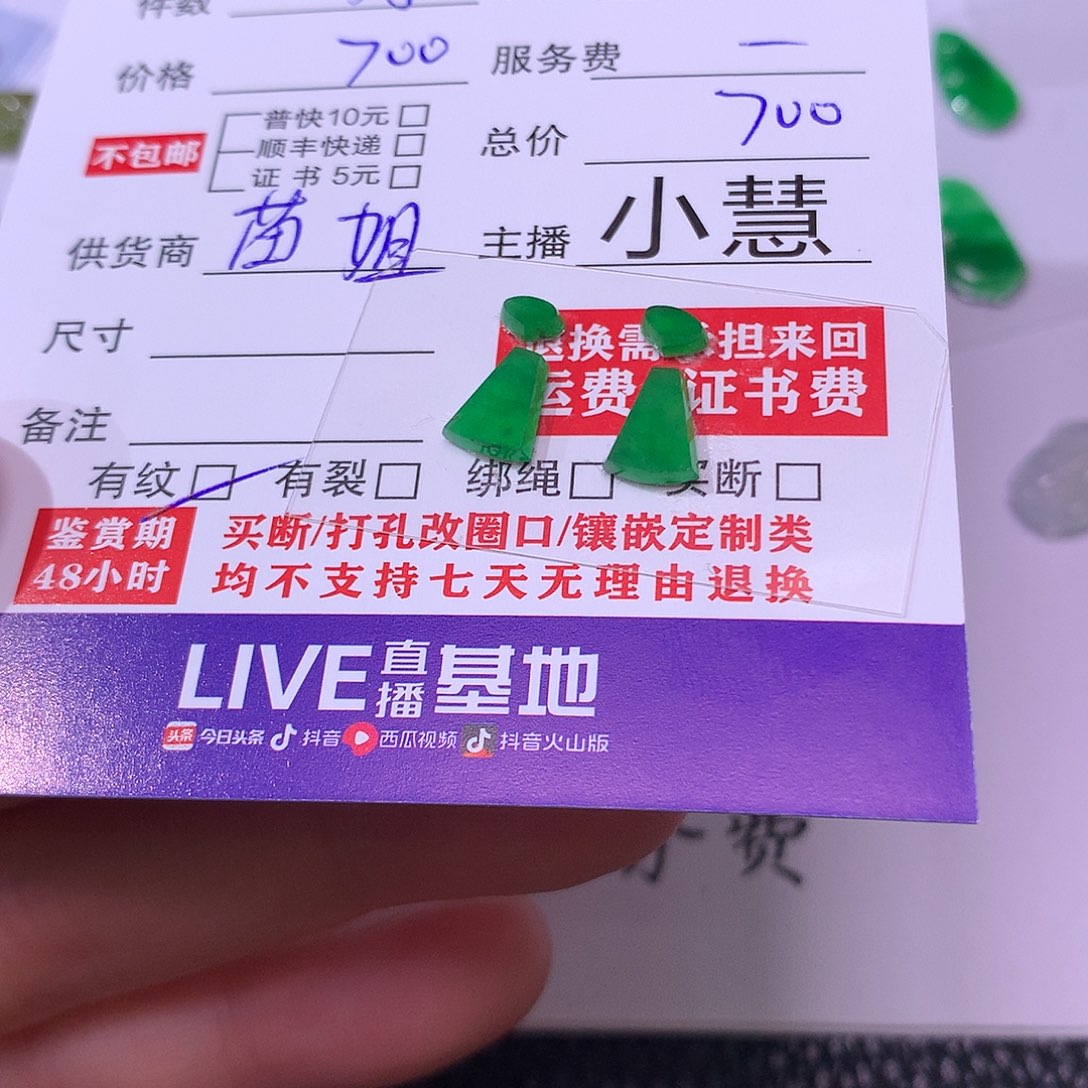 件数
价格 700 服务费 一
不包邮 普快10元 总价 700
顺丰快递
证书 5元
供货商 苗姐 主播 小慧
尺寸
退换需 担来回
备注
运费 证书费
有纹 有裂 绑绳 买断
鉴赏期
48小时
买断/打孔改圈口/镶嵌定制类
均不支持七天无理由退换
LIVE直播基地
头条 今日头条 抖音 西瓜视频 抖音火山版
费